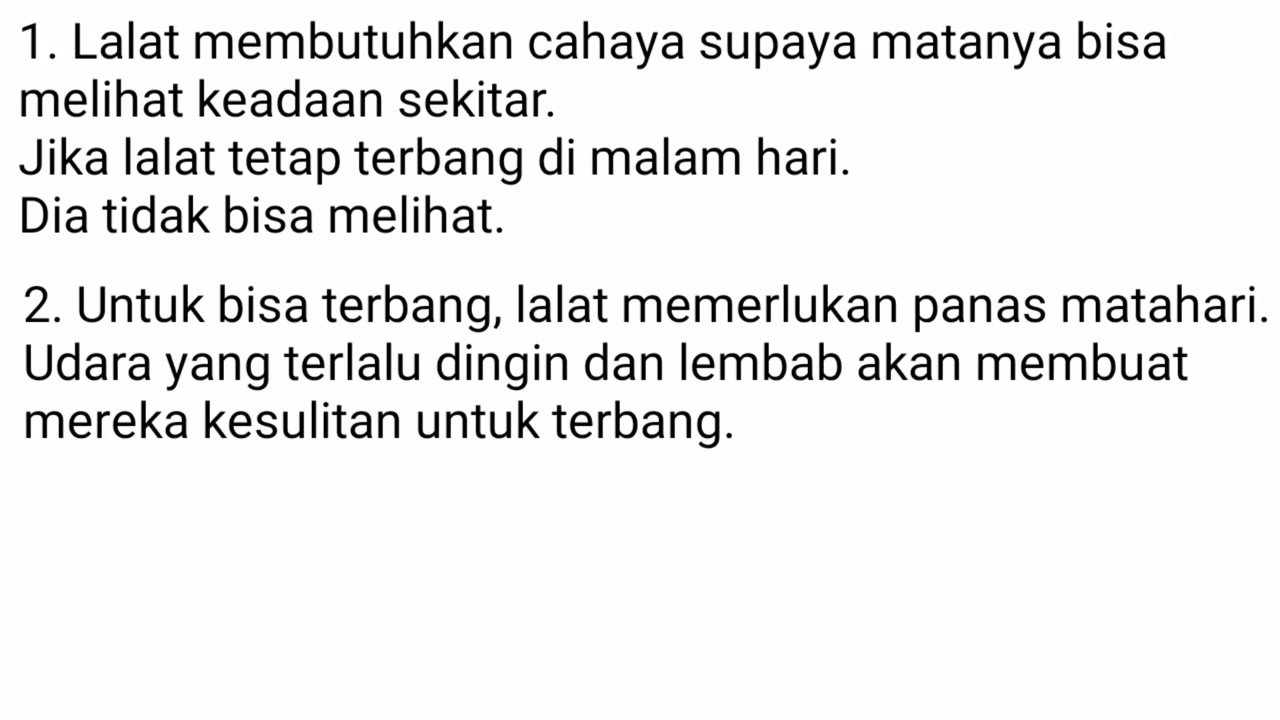 1. Lalat membutuhkan cahaya supaya matanya bisa
melihat keadaan sekitar.
Jika lalat tetap terbang di malam hari.
Dia tidak bisa melihat.
2. Untuk bisa terbang, lalat memerlukan panas matahari.
Udara yang terlalu dingin dan lembab akan membuat
mereka kesulitan untuk terbang.